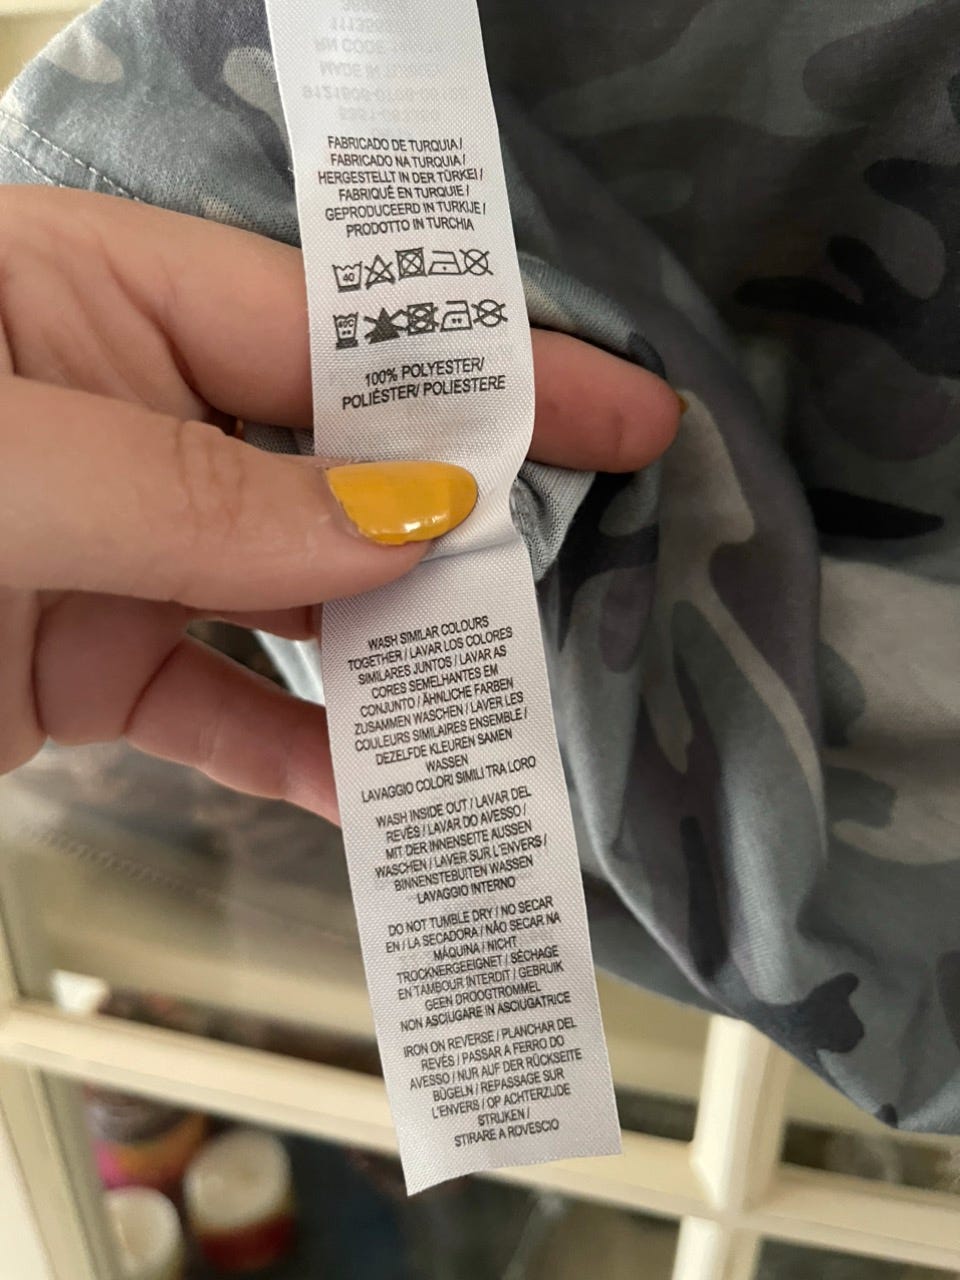 FABRICADO DE TURQUIA /
FABRICADO NA TURQUIA /
HERGESTELLT IN DER TÜRKEI /
FABRIQUÉ EN TURQUIE /
GEPRODUCEERD IN TURKIJE /
PRODOTTO IN TURCHIA
40
40C
100% POLYESTER/
POLIÉSTER/ POLIESTERE
WASH SIMILAR COLOURS
TOGETHER / LAVAR LOS COLORES
SIMILARES JUNTOS / LAVAR AS
CORES SEMELHANTES EM
CONJUNTO / ÄHNLICHE FARBEN
ZUSAMMEN WASCHEN / LAVER LES
COULEURS SIMILAIRES ENSEMBLE /
DEZELFDE KLEUREN SAMEN
WASSEN
LAVAGGIO COLORI SIMILI TRA LORO
WASH INSIDE OUT / LAVAR DEL
REVÉS / LAVAR DO AVESSO /
MIT DER INNENSEITE AUSSEN
WASCHEN / LAVER SUR L'ENVERS /
BINNENSTEBUITEN WASSEN
LAVAGGIO INTERNO
DO NOT TUMBLE DRY / NO SECAR
EN / LA SECADORA / NÃO SECAR NA
MÁQUINA / NICHT
TROCKNERGEEIGNET / SÉCHAGE
EN TAMBOUR INTERDIT / GEBRUIK
GEEN DROOGTROMMEL
NON ASCIUGARE IN ASCIUGATRICE
IRON ON REVERSE / PLANCHAR DEL
REVÉS / PASSAR A FERRO DO
AVESSO / NUR AUF DER RÜCKSEITE
BÜGELN / REPASSAGE SUR
L'ENVERS / OP ACHTERZIJDE
STRIJKEN /
STIRARE A ROVESCIO